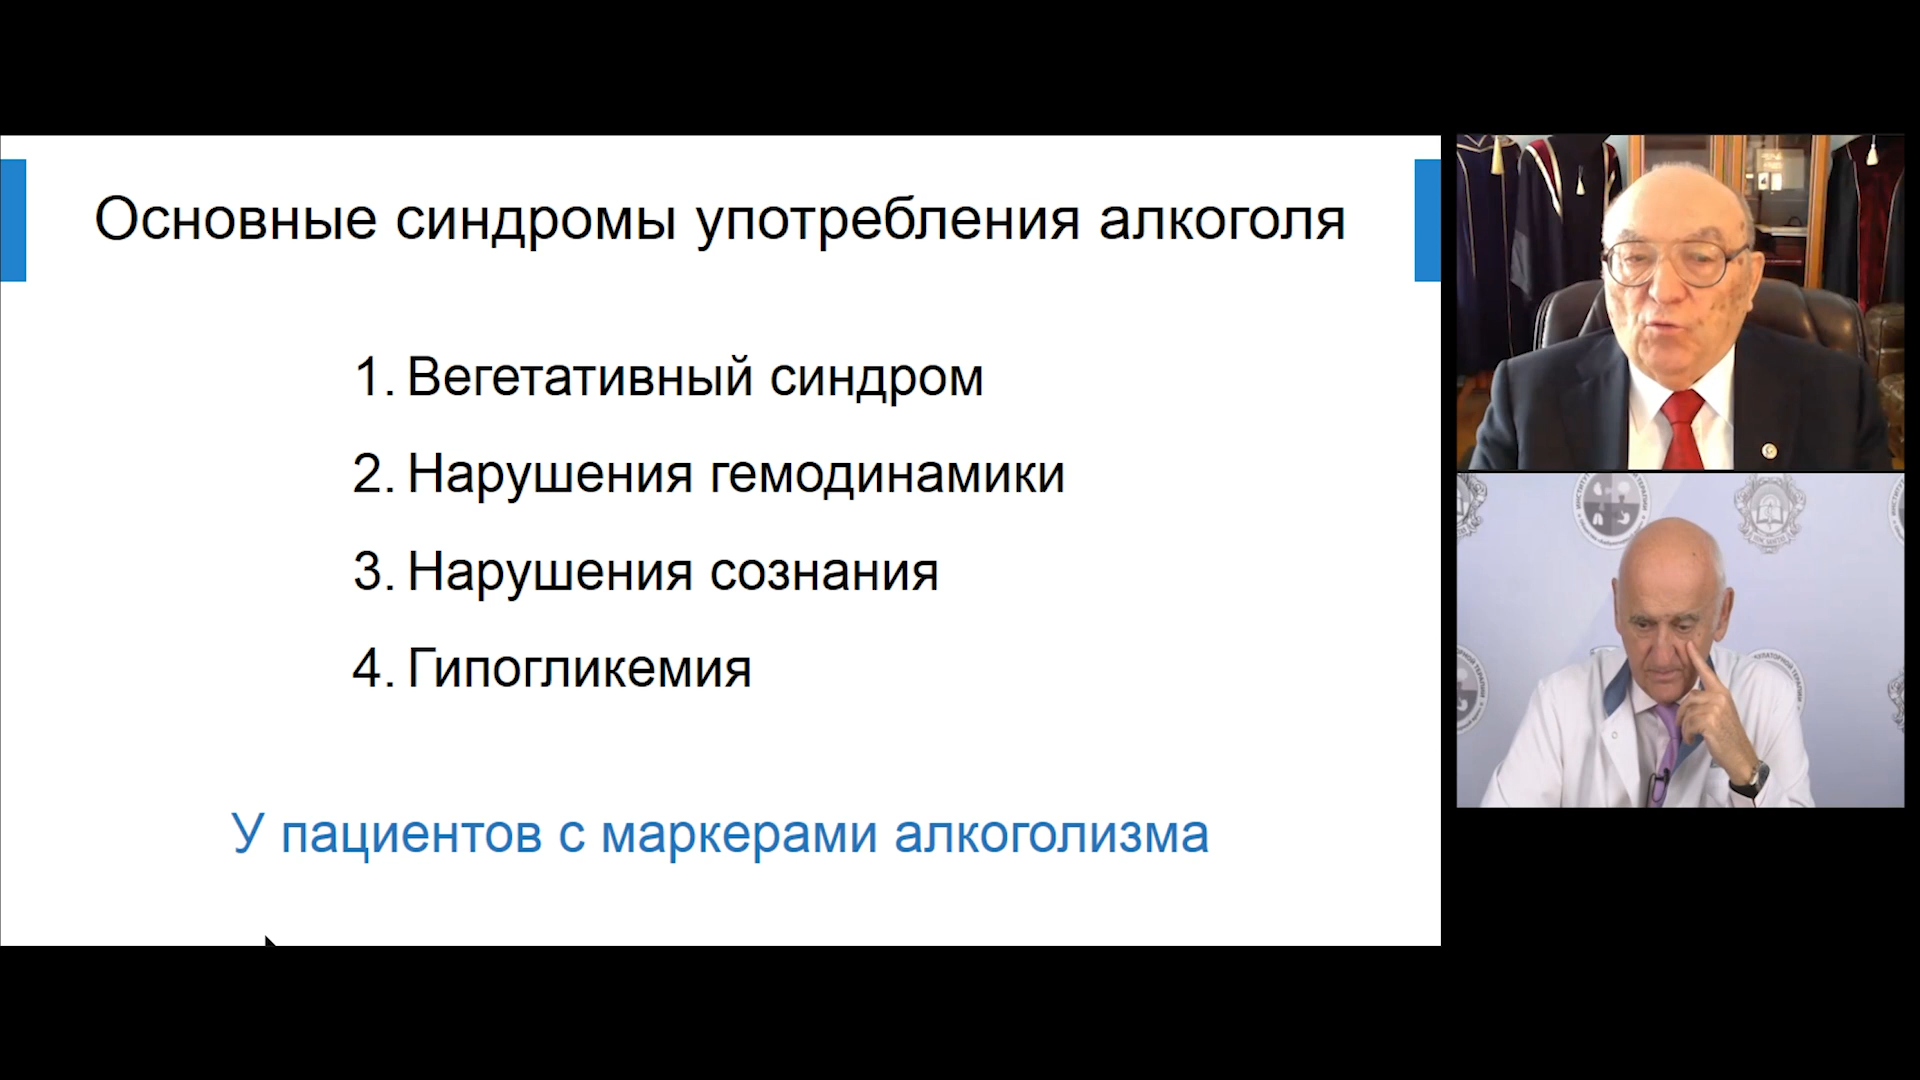 Основные синдромы употребления алкоголя
1. Вегетативный синдром
2. Нарушения гемодинамики
3. Нарушения сознания
4. Гипогликемия
У пациентов с маркерами алкоголизма